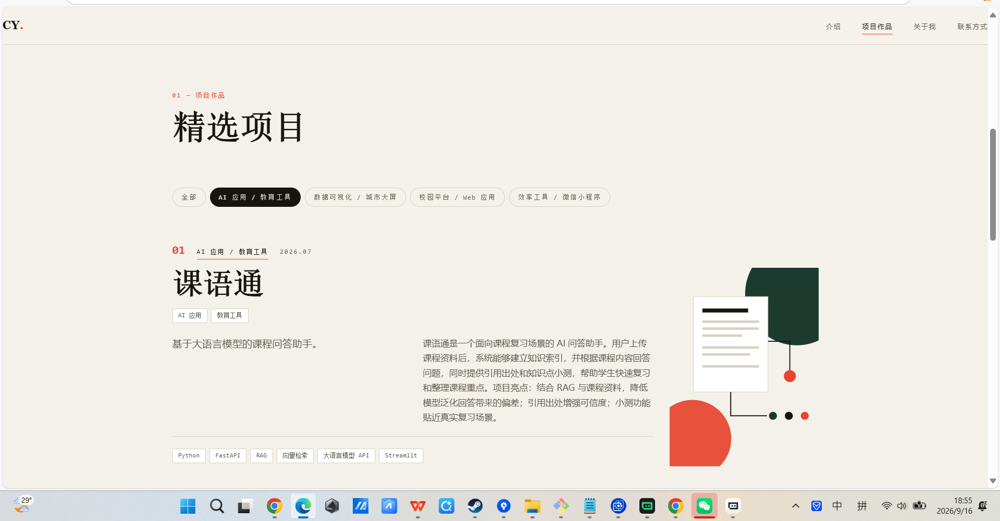 CY.
介绍 项目作品 关于我 联系方式
01 — 项目作品
精选项目
全部 AI 应用 / 教育工具 数据可视化 / 城市大屏 校园平台 / Web 应用 效率工具 / 微信小程序
01 AI 应用 / 教育工具 2026.07
课语通
AI 应用 教育工具
基于大语言模型的课程问答助手。
课语通是一个面向课程复习场景的 AI 问答助手。用户上传
课程资料后，系统能够建立知识索引，并根据课程内容回答
问题，同时提供引用出处和知识点小测，帮助学生快速复习
和整理课程重点。项目亮点：结合 RAG 与课程资料，降低
模型泛化回答带来的偏差；引用出处增强可信度；小测功能
贴近真实复习场景。
Python FastAPI RAG 向量检索 大语言模型 API Streamlit
29°
中 拼
18:55
2026/9/16